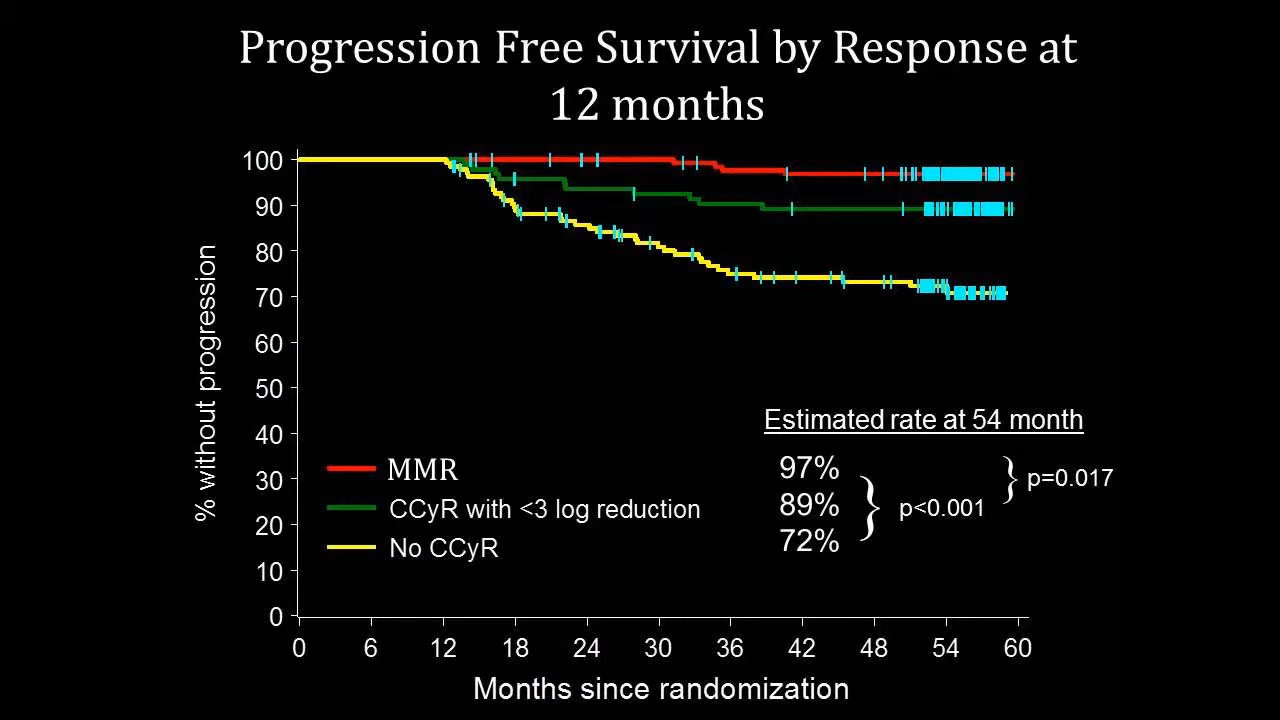 Progression Free Survival by Response at
12 months
100
90
80
70
60
50
40
30
20
10
0
% without progression
0 6 12 18 24 30 36 42 48 54 60
Months since randomization
MMR
CCyR with <3 log reduction
No CCyR
Estimated rate at 54 month
97%
89%
72%
p<0.001
p=0.017